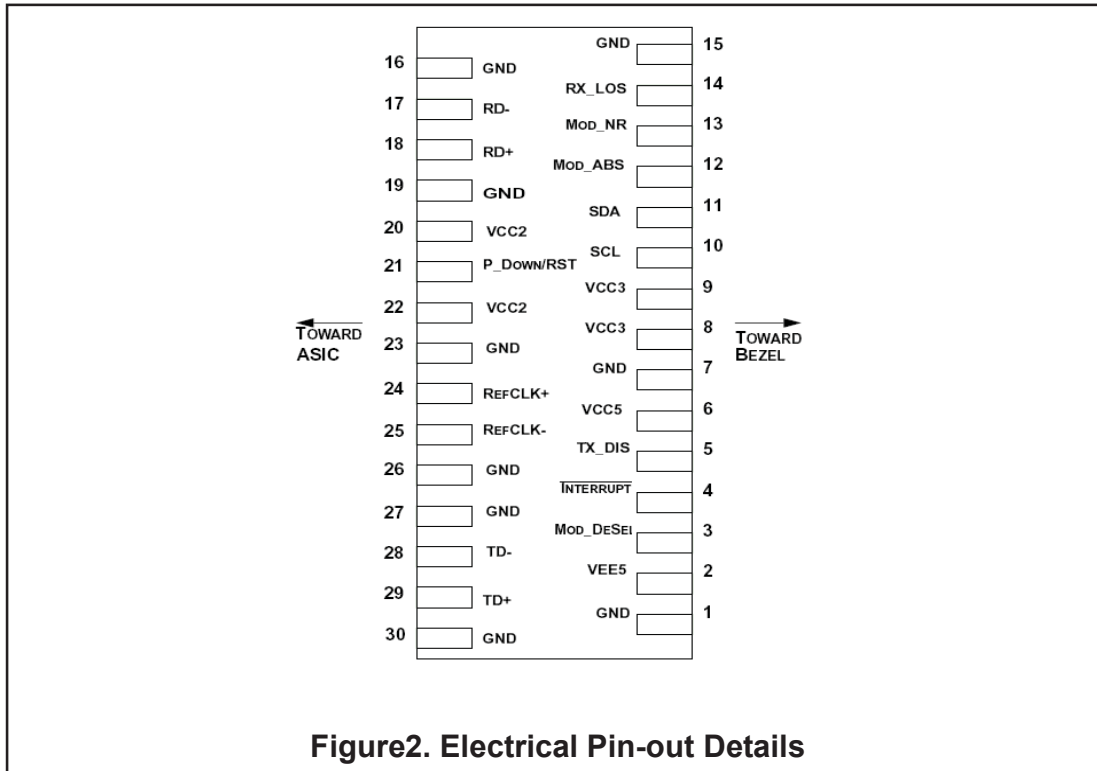 GND 15
16 GND
RX_LOS 14
17 RD-
MOD_NR 13
18 RD+
MOD_ABS 12
19 GND
SDA 11
20 VCC2
SCL 10
21 P_DOWN/RST
VCC3 9
22 VCC2
VCC3 8
TOWARD ASIC
TOWARD BEZEL
23 GND
GND 7
24 REFCLK+
VCC5 6
25 REFCLK-
TX_DIS 5
26 GND
INTERRUPT 4
27 GND
MOD_DESEL 3
28 TD-
VEE5 2
29 TD+
GND 1
30 GND
Figure2. Electrical Pin-out Details